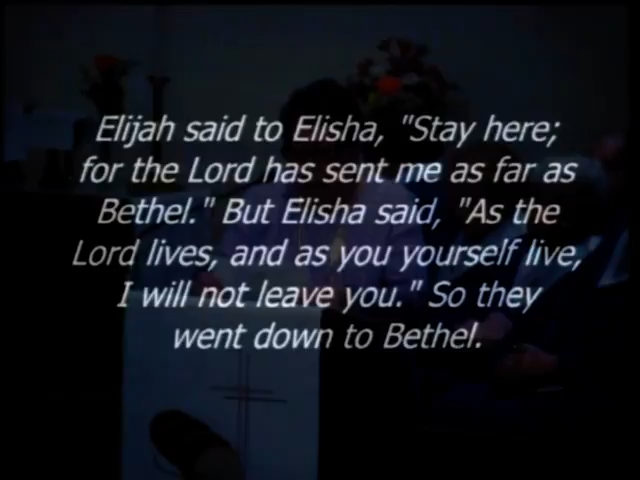 Elijah said to Elisha, "Stay here;
for the Lord has sent me as far as
Bethel." But Elisha said, "As the
Lord lives, and as you yourself live,
I will not leave you." So they
went down to Bethel.